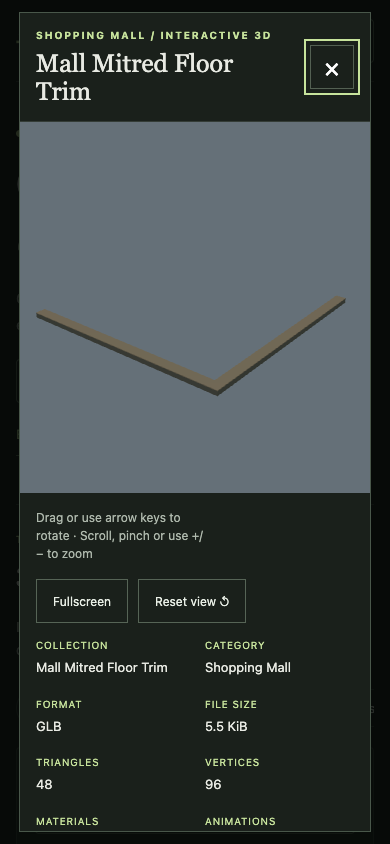 SHOPPING MALL / INTERACTIVE 3D
Mall Mitred Floor
Trim
×
Drag or use arrow keys to
rotate · Scroll, pinch or use +/
− to zoom
Fullscreen
Reset view ↺
COLLECTION
Mall Mitred Floor Trim
CATEGORY
Shopping Mall
FORMAT
GLB
FILE SIZE
5.5 KiB
TRIANGLES
48
VERTICES
96
MATERIALS
ANIMATIONS